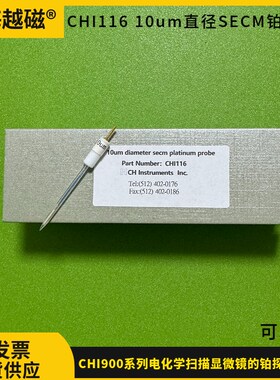 越磁
CHI116 10um直径SECM铂
10um diameter secm platinum probe
Part Number: CHI116
CH Instruments Inc.
Tel:(512) 402-0176
Fax:(512) 402-0186
可
发票
货供应
CHI900系列电化学扫描显微镜的铂探